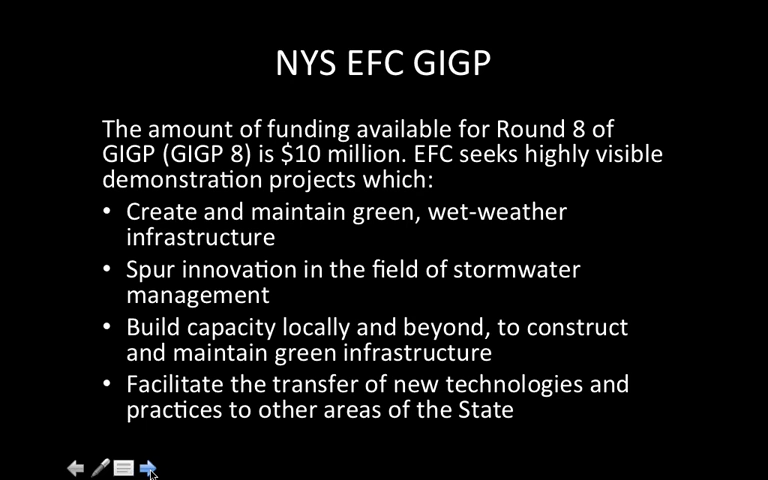 NYS EFC GIGP
The amount of funding available for Round 8 of
GIGP (GIGP 8) is $10 million. EFC seeks highly visible
demonstration projects which:
• Create and maintain green, wet-weather
infrastructure
• Spur innovation in the field of stormwater
management
• Build capacity locally and beyond, to construct
and maintain green infrastructure
• Facilitate the transfer of new technologies and
practices to other areas of the State